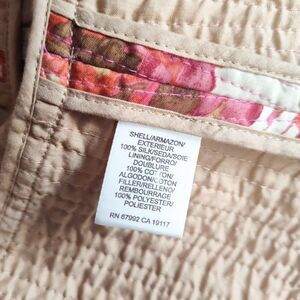 SHELL/ARMAZON/
EXTERIEUR
100% SILK/SEDA/SOIE
LINING/FORRO/
DOUBLURE
100% COTTON/
ALGODON/COTON
FILLER/RELLENO/
REMBOURRAGE
100% POLYESTER/
POLIESTER
RN 67992 CA 19117